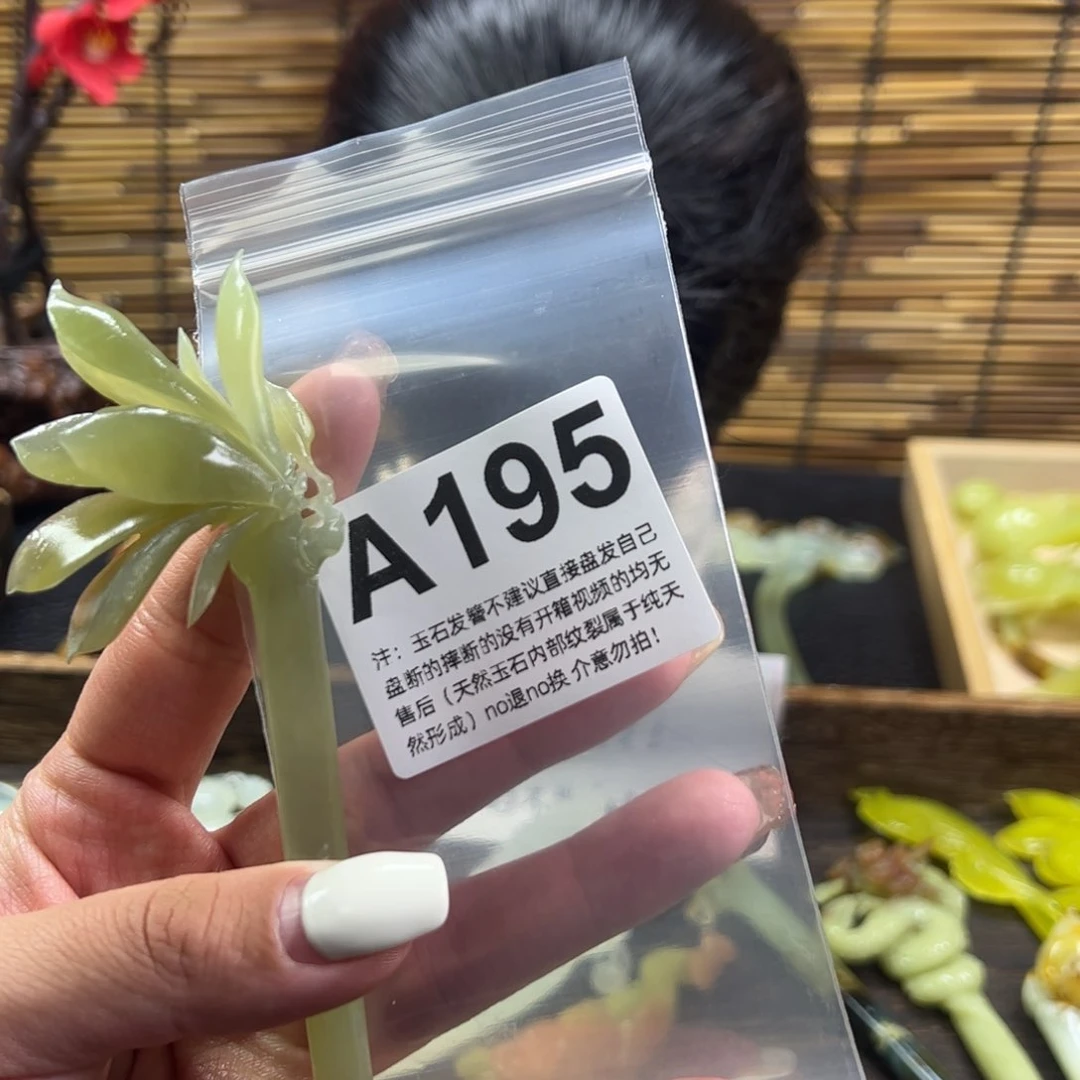 A195
注：玉石发簪不建议直接盘发自己
盘断的摔断的没有开箱视频的均无
售后（天然玉石内部纹裂属于纯天
然形成）no退no换 介意勿拍！